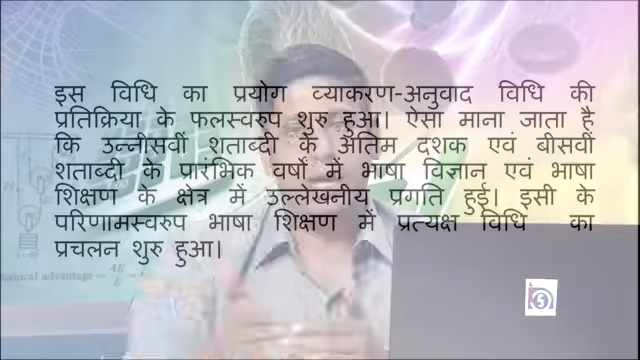 इस विधि का प्रयोग व्याकरण-अनुवाद विधि की
प्रतिक्रिया के फलस्वरुप शुरु हुआ। ऐसा माना जाता है
कि उन्नीसवीं शताब्दी के अंतिम दशक एवं बीसवीं
शताब्दी के प्रारंभिक वर्षों में भाषा विज्ञान एवं भाषा
शिक्षण के क्षेत्र में उल्लेखनीय प्रगति हुई। इसी के
परिणामस्वरुप भाषा शिक्षण में प्रत्यक्ष विधि का
प्रचलन शुरु हुआ।